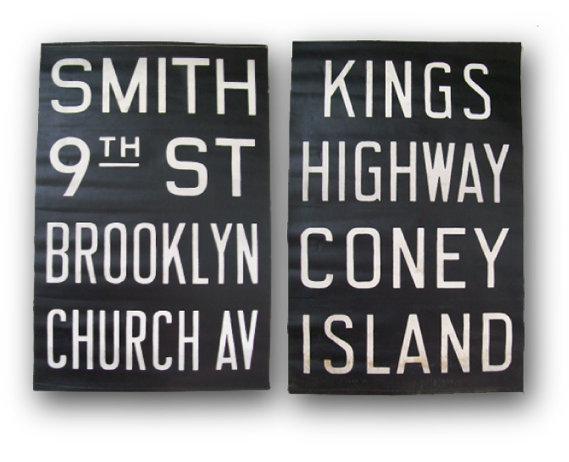 SMITH
9TH ST
BROOKLYN
CHURCH AV
KINGS
HIGHWAY
CONEY
ISLAND